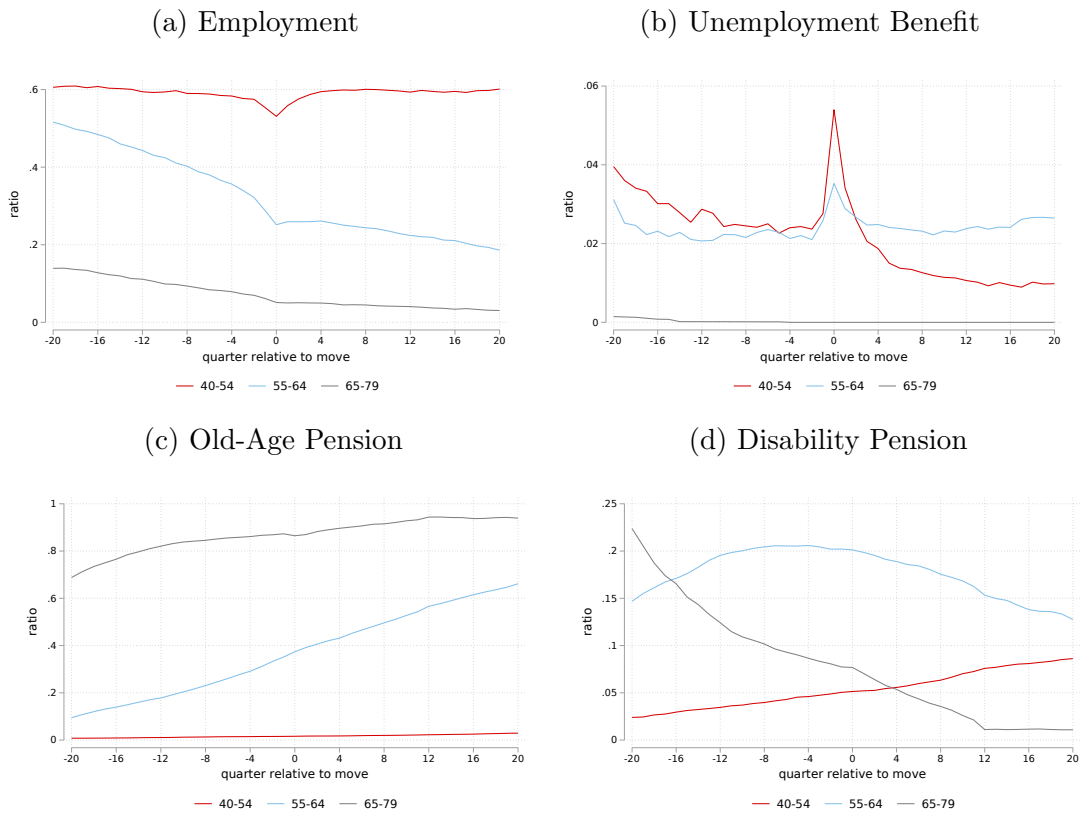 (a) Employment
.6
.4
.2
0
ratio
-20 -16 -12 -8 -4 0 4 8 12 16 20
quarter relative to move
40-54 55-64 65-79
(b) Unemployment Benefit
.06
.04
.02
0
ratio
-20 -16 -12 -8 -4 0 4 8 12 16 20
quarter relative to move
40-54 55-64 65-79
(c) Old-Age Pension
1
.8
.6
.4
.2
0
ratio
-20 -16 -12 -8 -4 0 4 8 12 16 20
quarter relative to move
40-54 55-64 65-79
(d) Disability Pension
.25
.2
.15
.1
.05
0
ratio
-20 -16 -12 -8 -4 0 4 8 12 16 20
quarter relative to move
40-54 55-64 65-79